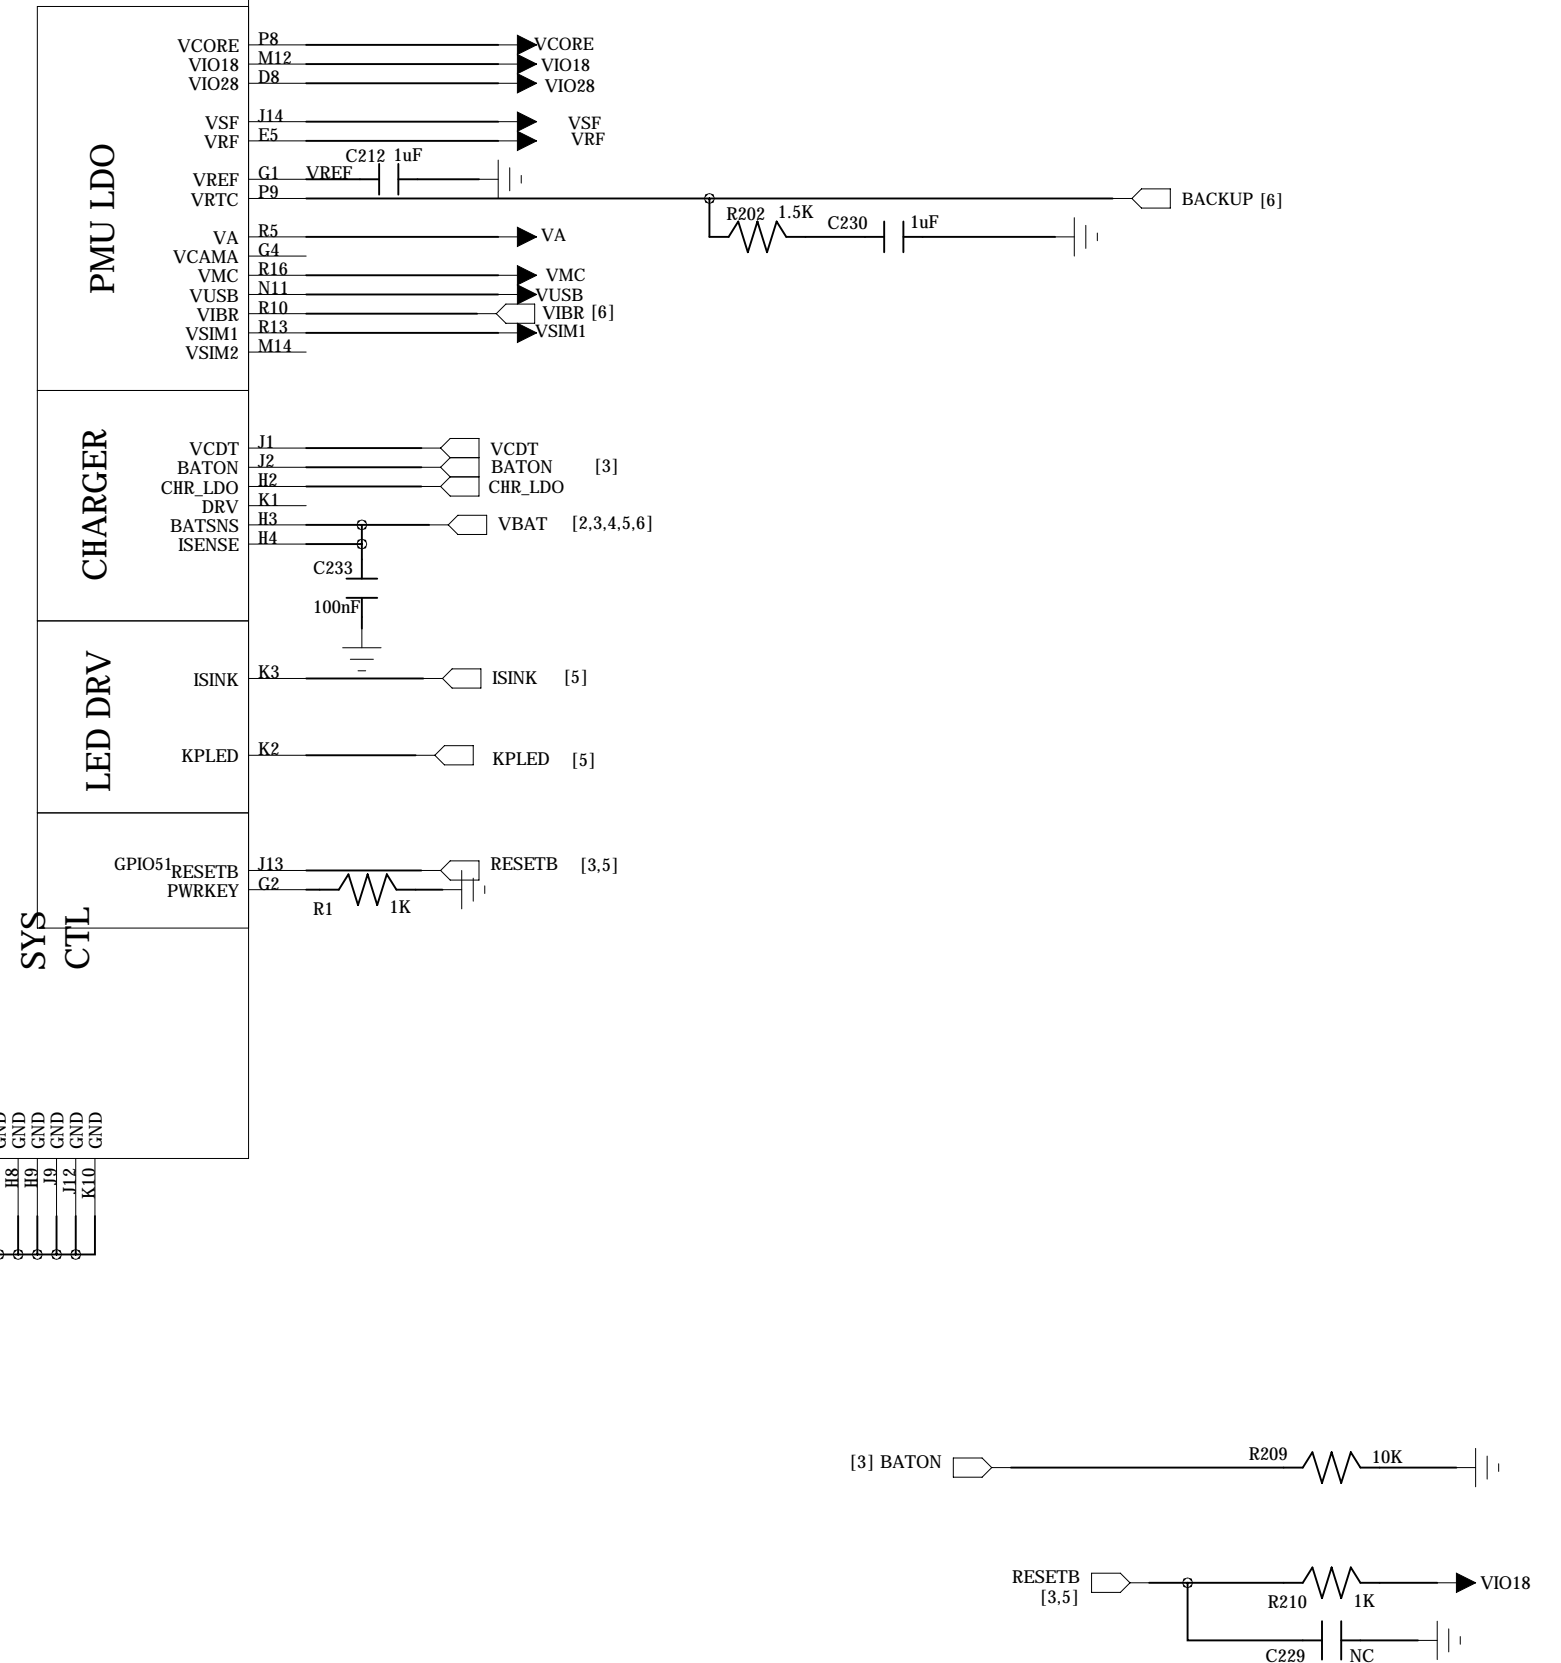 PMU LDO
VCORE P8 VCORE
VIO18 M12 VIO18
VIO28 D8 VIO28
VSF J14 VSF
VRF E5 VRF
C212 1uF
VREF G1 VREF
VRTC P9 BACKUP [6]
R202 1.5K C230 1uF
VA R5 VA
VCAMA G4
VMC R16 VMC
VUSB N11 VUSB
VIBR R10 VIBR [6]
VSIM1 R13 VSIM1
VSIM2 M14
CHARGER
VCDT J1 VCDT
BATON J2 BATON [3]
CHR_LDO H2 CHR_LDO
DRV K1
BATSNS H3 VBAT [2,3,4,5,6]
ISENSE H4
C233
100nF
LED DRV
ISINK K3 ISINK [5]
KPLED K2 KPLED [5]
SYS
CTL
GPIO51
RESETB J13 RESETB [3,5]
PWRKEY G2
R1 1K
GND GND GND GND GND GND
H8 H9 J9 J12 K10
[3] BATON R209 10K
RESETB
[3,5]
R210 1K VIO18
C229 NC